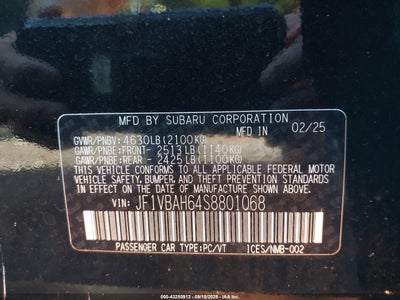 MFD BY SUBARU CORPORATION
MFD IN 02/25
GVWR/PNBV: 4630LB(2100KG)
GAWR/PNBE:FRONT- 2513LB(1140KG)
GAWR/PNBE:REAR - 2425LB(1100KG)
THIS VEHICLE CONFORMS TO ALL APPLICABLE FEDERAL MOTOR
VEHICLE SAFETY,BUMPER,AND THEFT PREVENTION STANDARDS
IN EFFECT ON THE DATE OF MANUFACTURE SHOWN ABOVE.
VIN: JF1VBAH64S8801068
PASSENGER CAR TYPE:PC/VT ICES/NMB-002
000-43250912 - 09/18/2025 - www.iaai.com